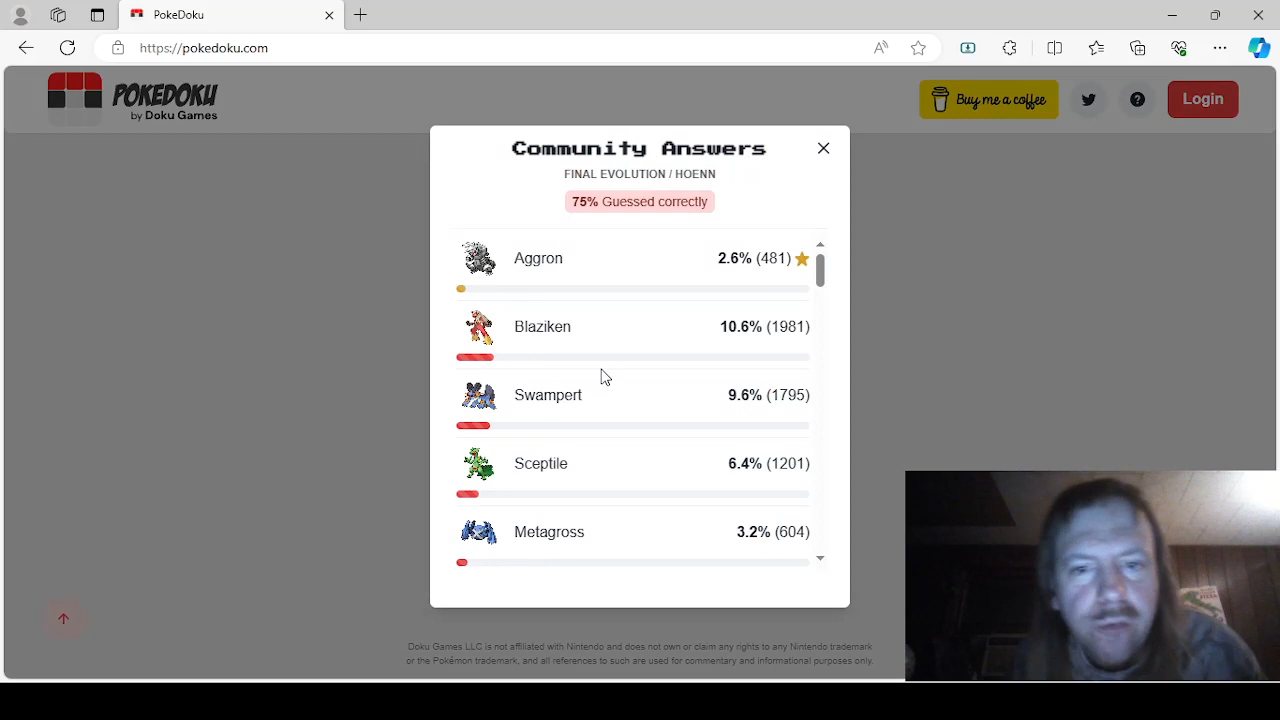 PokeDoku
https://pokedoku.com
POKEDOKU
by Doku Games
Buy me a coffee
Login
Community Answers
FINAL EVOLUTION / HOENN
75% Guessed correctly
Aggron 2.6% (481)
Blaziken 10.6% (1981)
Swampert 9.6% (1795)
Sceptile 6.4% (1201)
Metagross 3.2% (604)
Doku Games LLC is not affiliated with Nintendo and does not own or claim any rights to any Nintendo trademark
or the Pokémon trademark, and all references to such are used for commentary and informational purposes only.